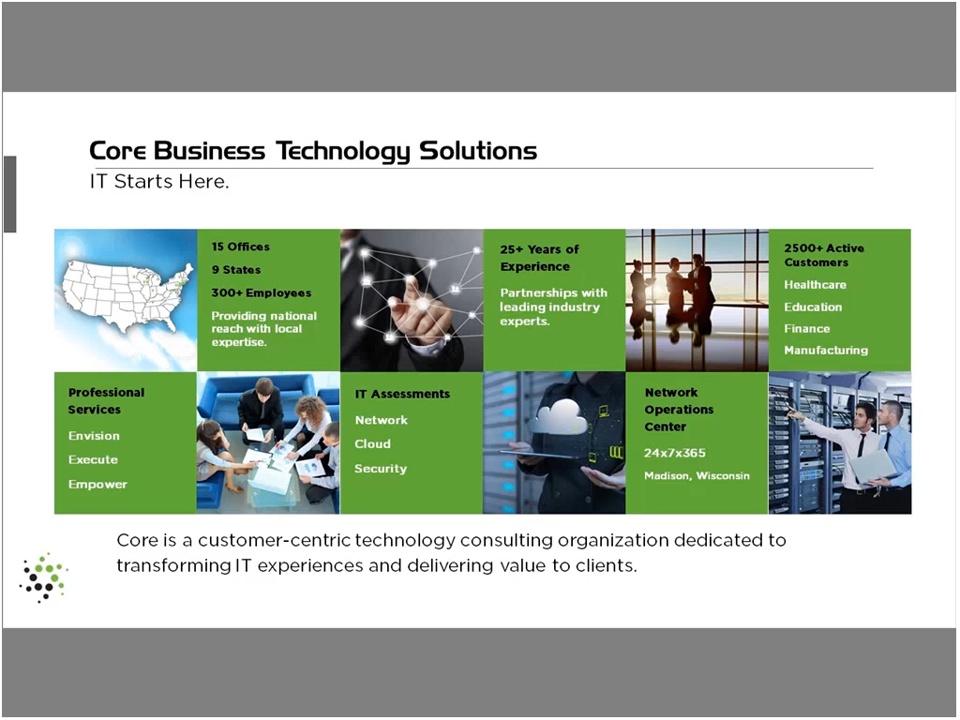 Core Business Technology Solutions
IT Starts Here.
15 Offices
9 States
300+ Employees
Providing national
reach with local
expertise.
25+ Years of
Experience
Partnerships with
leading industry
experts.
2500+ Active
Customers
Healthcare
Education
Finance
Manufacturing
Professional
Services
Envision
Execute
Empower
IT Assessments
Network
Cloud
Security
Network
Operations
Center
24x7x365
Madison, Wisconsin
Core is a customer-centric technology consulting organization dedicated to
transforming IT experiences and delivering value to clients.